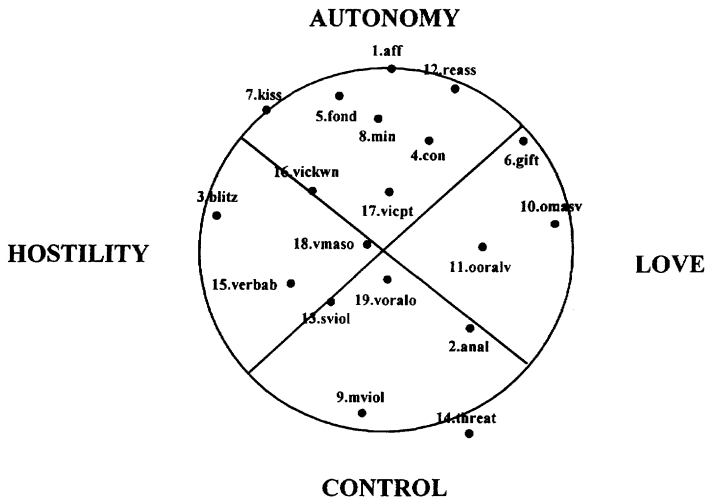 AUTONOMY
1.aff
12.reass
7.kiss
5.fond
8.min
4.con
6.gift
16.vickwn
3.blitz
17.vicpt
10.omasv
18.vmaso
HOSTILITY
11.ooralv
LOVE
15.verbab
19.voralo
13.sviol
2.anal
9.mviol
14.threat
CONTROL